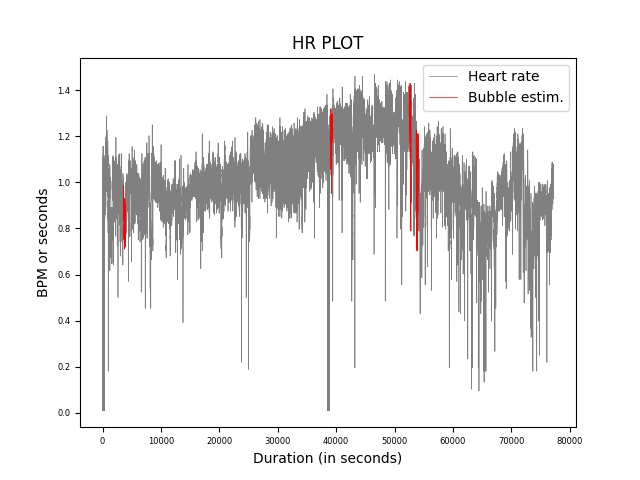 HR PLOT
Heart rate
Bubble estim.
BPM or seconds
1.4
1.2
1.0
0.8
0.6
0.4
0.2
0.0
0 10000 20000 30000 40000 50000 60000 70000 80000
Duration (in seconds)